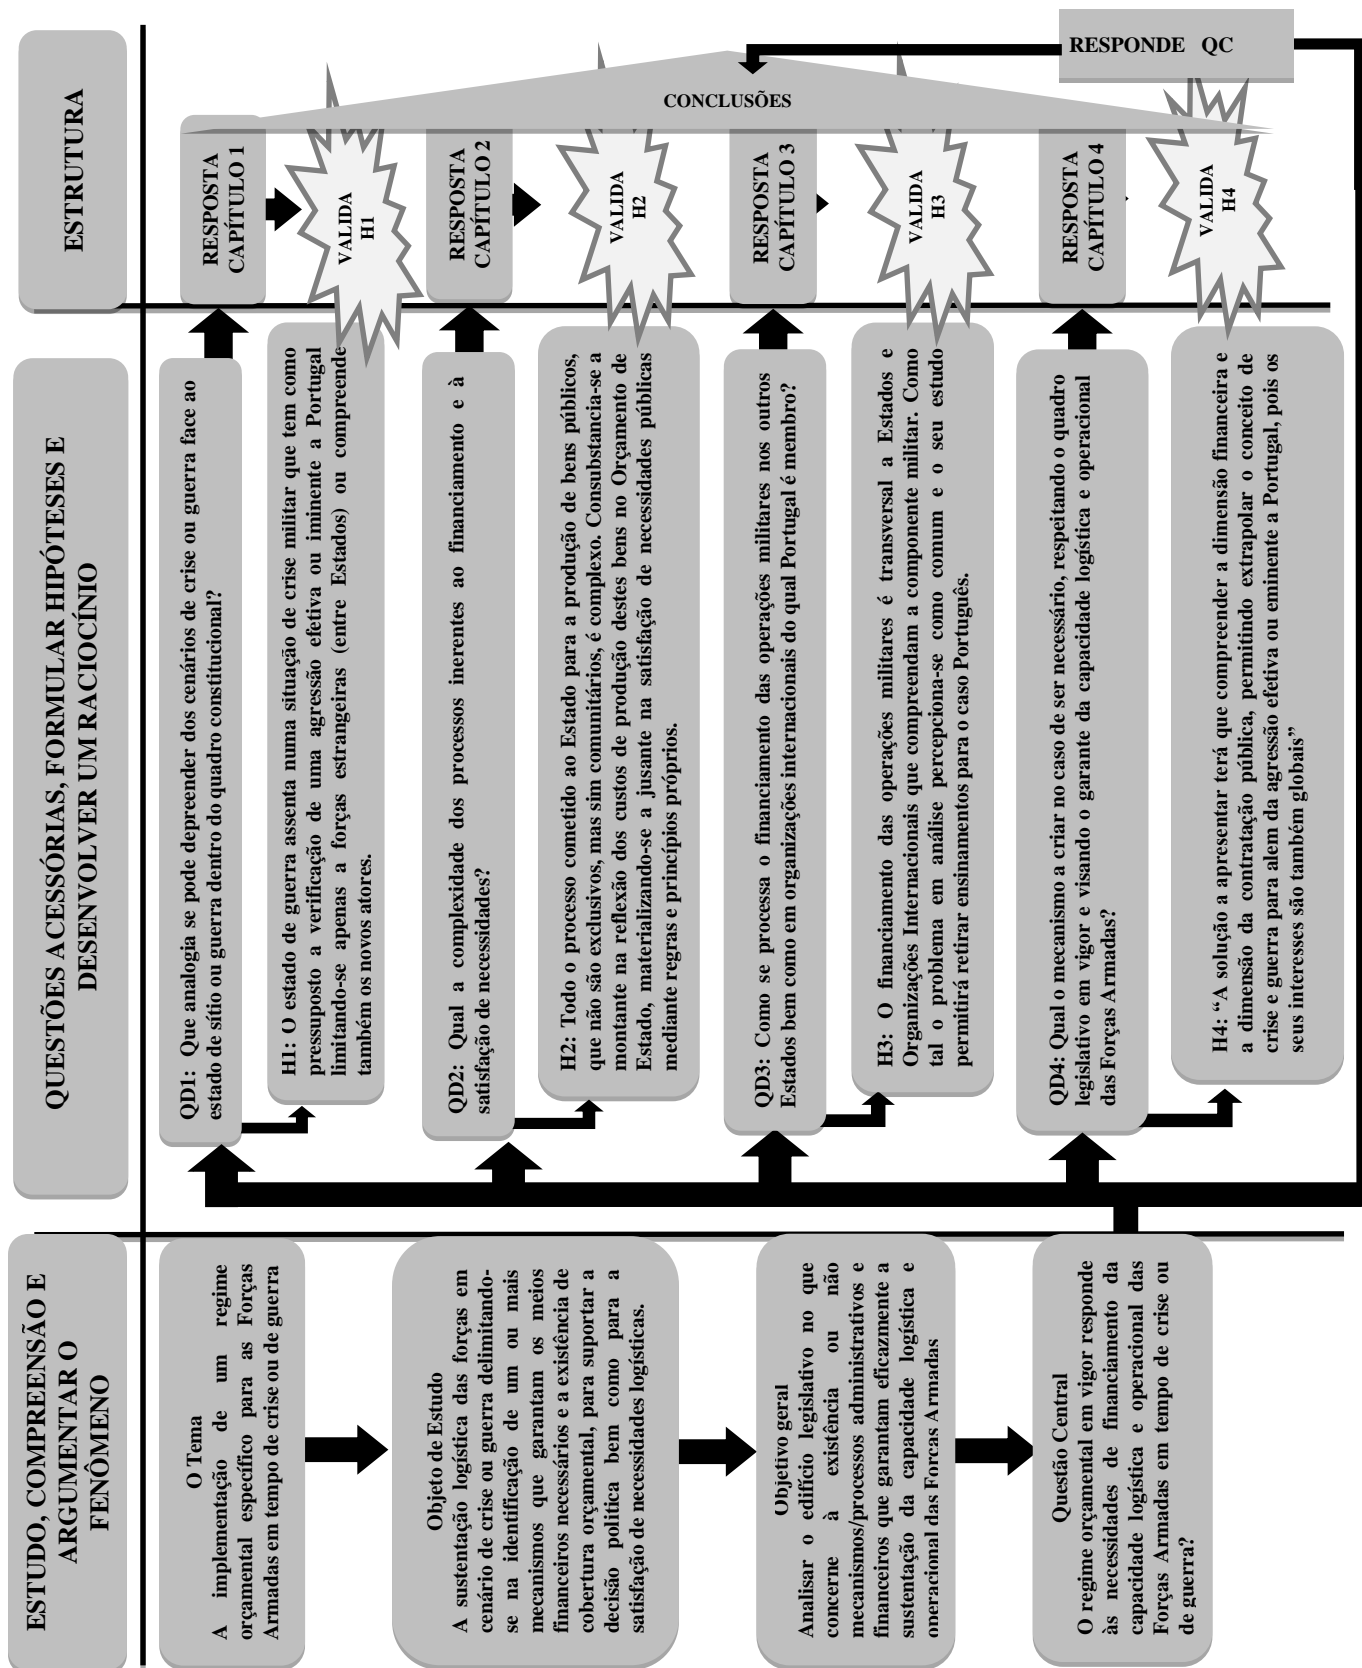 ESTUDO, COMPREENSÃO E
ARGUMENTAR O
FENÔMENO
O Tema
A implementação de um regime
orçamental específico para as Forças
Armadas em tempo de crise ou de guerra
Objeto de Estudo
A sustentação logística das forças em
cenário de crise ou guerra delimitando-
se na identificação de um ou mais
mecanismos que garantam os meios
financeiros necessários e a existência de
cobertura orçamental, para suportar a
decisão politica bem como para a
satisfação de necessidades logísticas.
Objetivo geral
Analisar o edifício legislativo no que
concerne à existência ou não
mecanismos/processos administrativos e
financeiros que garantam eficazmente a
sustentação da capacidade logística e
operacional das Forcas Armadas
Questão Central
O regime orçamental em vigor responde
às necessidades de financiamento da
capacidade logística e operacional das
Forças Armadas em tempo de crise ou
de guerra?
QUESTÕES ACESSÓRIAS, FORMULAR HIPÓTESES E
DESENVOLVER UM RACIOCÍNIO
QD1: Que analogia se pode depreender dos cenários de crise ou guerra face ao
estado de sítio ou guerra dentro do quadro constitucional?
H1: O estado de guerra assenta numa situação de crise militar que tem como
pressuposto a verificação de uma agressão efetiva ou iminente a Portugal
limitando-se apenas a forças estrangeiras (entre Estados) ou compreende
também os novos atores.
QD2: Qual a complexidade dos processos inerentes ao financiamento e à
satisfação de necessidades?
H2: Todo o processo cometido ao Estado para a produção de bens públicos,
que não são exclusivos, mas sim comunitários, é complexo. Consubstancia-se a
montante na reflexão dos custos de produção destes bens no Orçamento de
Estado, materializando-se a jusante na satisfação de necessidades públicas
mediante regras e princípios próprios.
QD3: Como se processa o financiamento das operações militares nos outros
Estados bem como em organizações internacionais do qual Portugal é membro?
H3: O financiamento das operações militares é transversal a Estados e
Organizações Internacionais que compreendam a componente militar. Como
tal o problema em análise percepciona-se como comum e o seu estudo
permitirá retirar ensinamentos para o caso Português.
QD4: Qual o mecanismo a criar no caso de ser necessário, respeitando o quadro
legislativo em vigor e visando o garante da capacidade logística e operacional
das Forças Armadas?
H4: “A solução a apresentar terá que compreender a dimensão financeira e
a dimensão da contratação pública, permitindo extrapolar o conceito de
crise e guerra para alem da agressão efetiva ou eminente a Portugal, pois os
seus interesses são também globais”
ESTRUTURA
RESPOSTA
CAPÍTULO 1
VALIDA
H1
RESPOSTA
CAPÍTULO 2
VALIDA
H2
RESPOSTA
CAPÍTULO 3
VALIDA
H3
RESPOSTA
CAPÍTULO 4
VALIDA
H4
CONCLUSÕES
RESPONDE QC